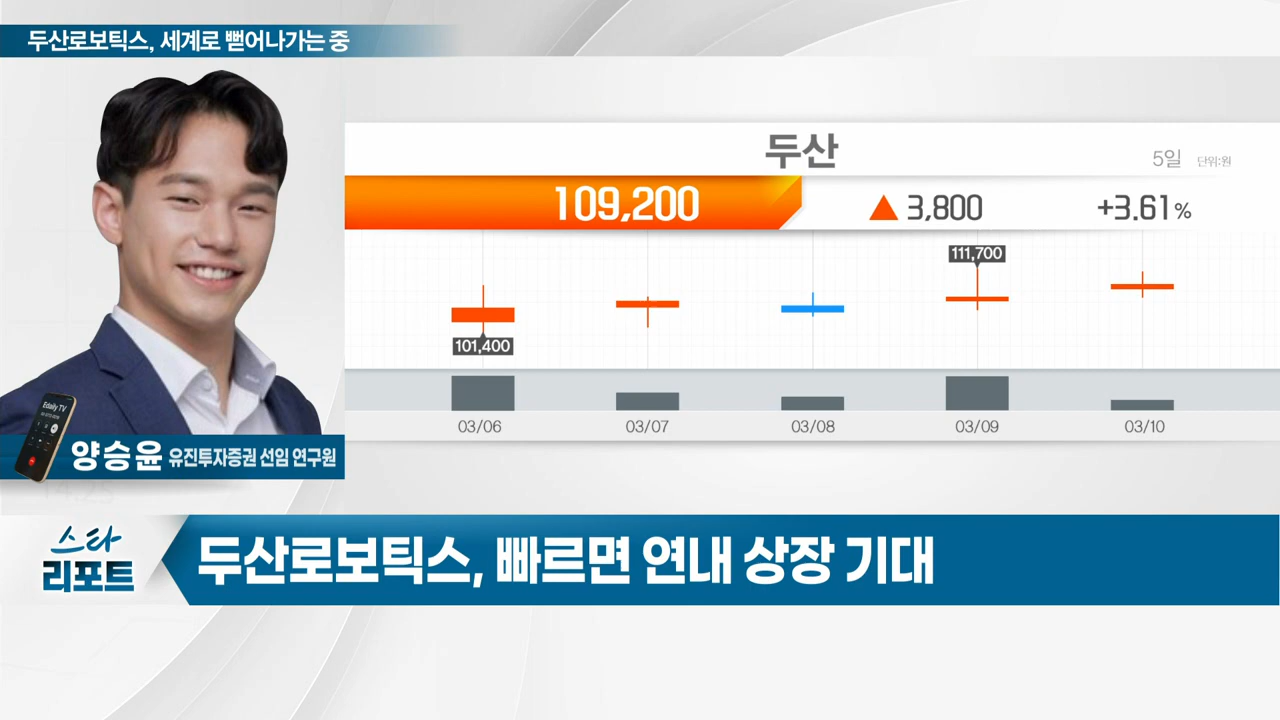 두산로보틱스, 세계로 뻗어나가는 중
두산
5일 단위:원
109,200
▲ 3,800
+3.61%
111,700
101,400
03/06 03/07 03/08 03/09 03/10
Edaily TV
양승윤 유진투자증권 선임 연구원
14:25
스타
리포트
두산로보틱스, 빠르면 연내 상장 기대